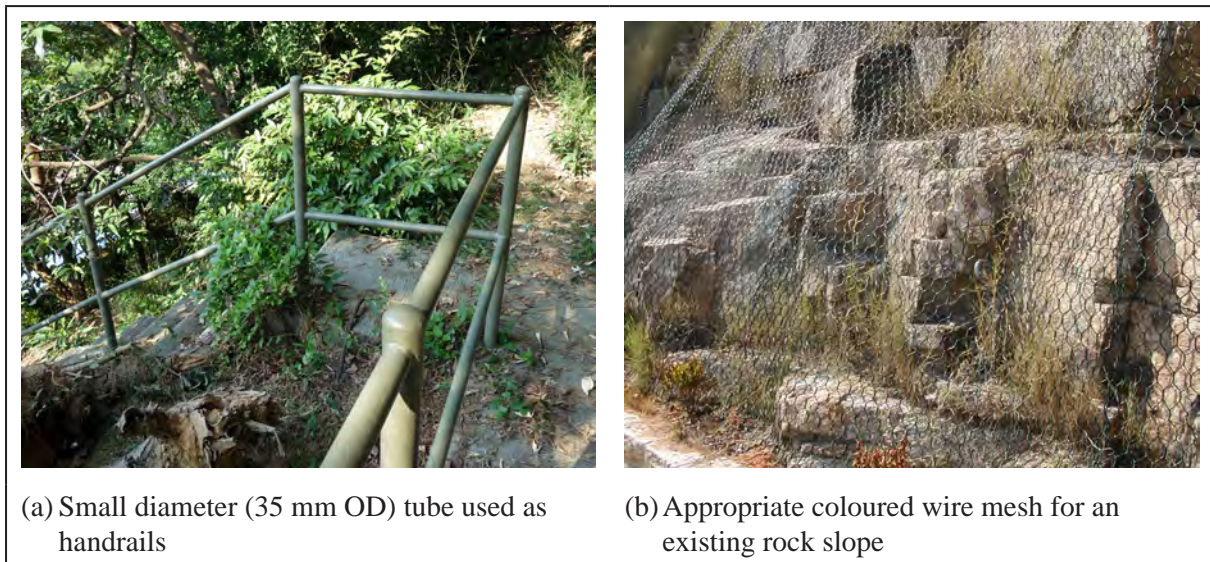 (a) Small diameter (35 mm OD) tube used as
handrails
(b) Appropriate coloured wire mesh for an
existing rock slope